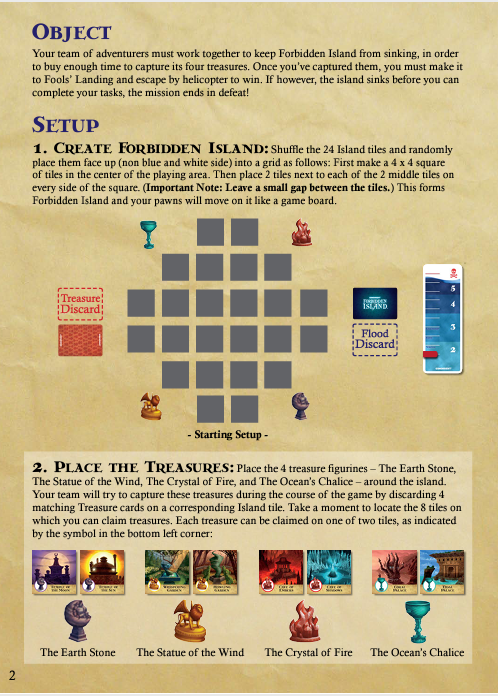 OBJECT
Your team of adventurers must work together to keep Forbidden Island from sinking, in order
to buy enough time to capture its four treasures. Once you've captured them, you must make it
to Fools' Landing and escape by helicopter to win. If however, the island sinks before you can
complete your tasks, the mission ends in defeat!
SETUP
1. CREATE FORBIDDEN ISLAND: Shuffle the 24 Island tiles and randomly
place them face up (non blue and white side) into a grid as follows: First make a 4 x 4 square
of tiles in the center of the playing area. Then place 2 tiles next to each of the 2 middle tiles on
every side of the square. (Important Note: Leave a small gap between the tiles.) This forms
Forbidden Island and your pawns will move on it like a game board.
Treasure
Discard
FORBIDDEN
ISLAND
Flood
Discard
5
4
3
2
- Starting Setup -
2. PLACE THE TREASURES: Place the 4 treasure figurines – The Earth Stone,
The Statue of the Wind, The Crystal of Fire, and The Ocean's Chalice – around the island.
Your team will try to capture these treasures during the course of the game by discarding 4
matching Treasure cards on a corresponding Island tile. Take a moment to locate the 8 tiles on
which you can claim treasures. Each treasure can be claimed on one of two tiles, as indicated
by the symbol in the bottom left corner:
The Earth Stone
The Statue of the Wind
The Crystal of Fire
The Ocean's Chalice
2